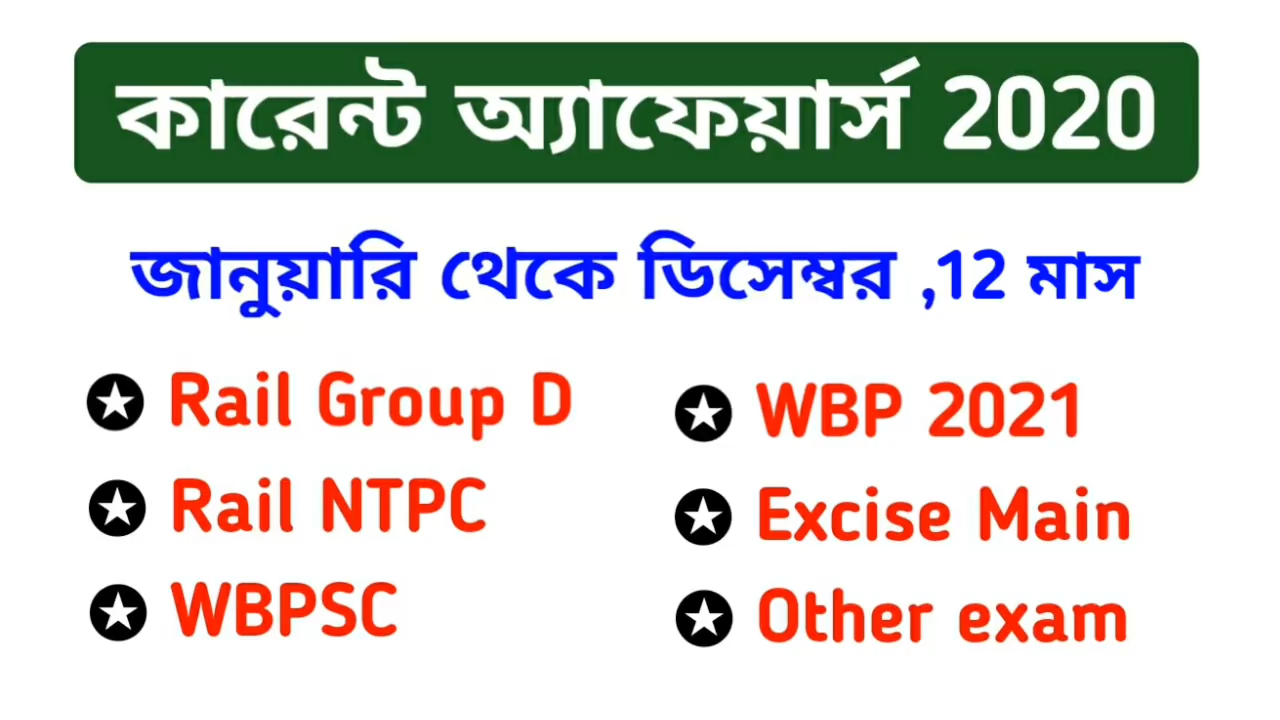 কারেন্ট অ্যাফেয়ার্স 2020
জানুয়ারি থেকে ডিসেম্বর ,12 মাস
Rail Group D
Rail NTPC
WBPSC
WBP 2021
Excise Main
Other exam